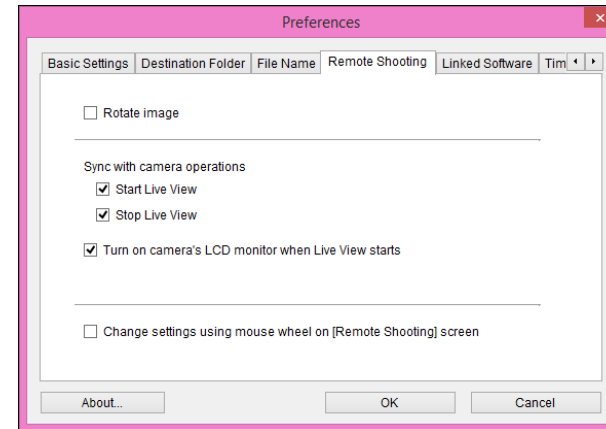 Preferences
Basic Settings Destination Folder File Name Remote Shooting Linked Software Tim
Rotate image
Sync with camera operations
Start Live View
Stop Live View
Turn on camera's LCD monitor when Live View starts
Change settings using mouse wheel on [Remote Shooting] screen
About... OK Cancel